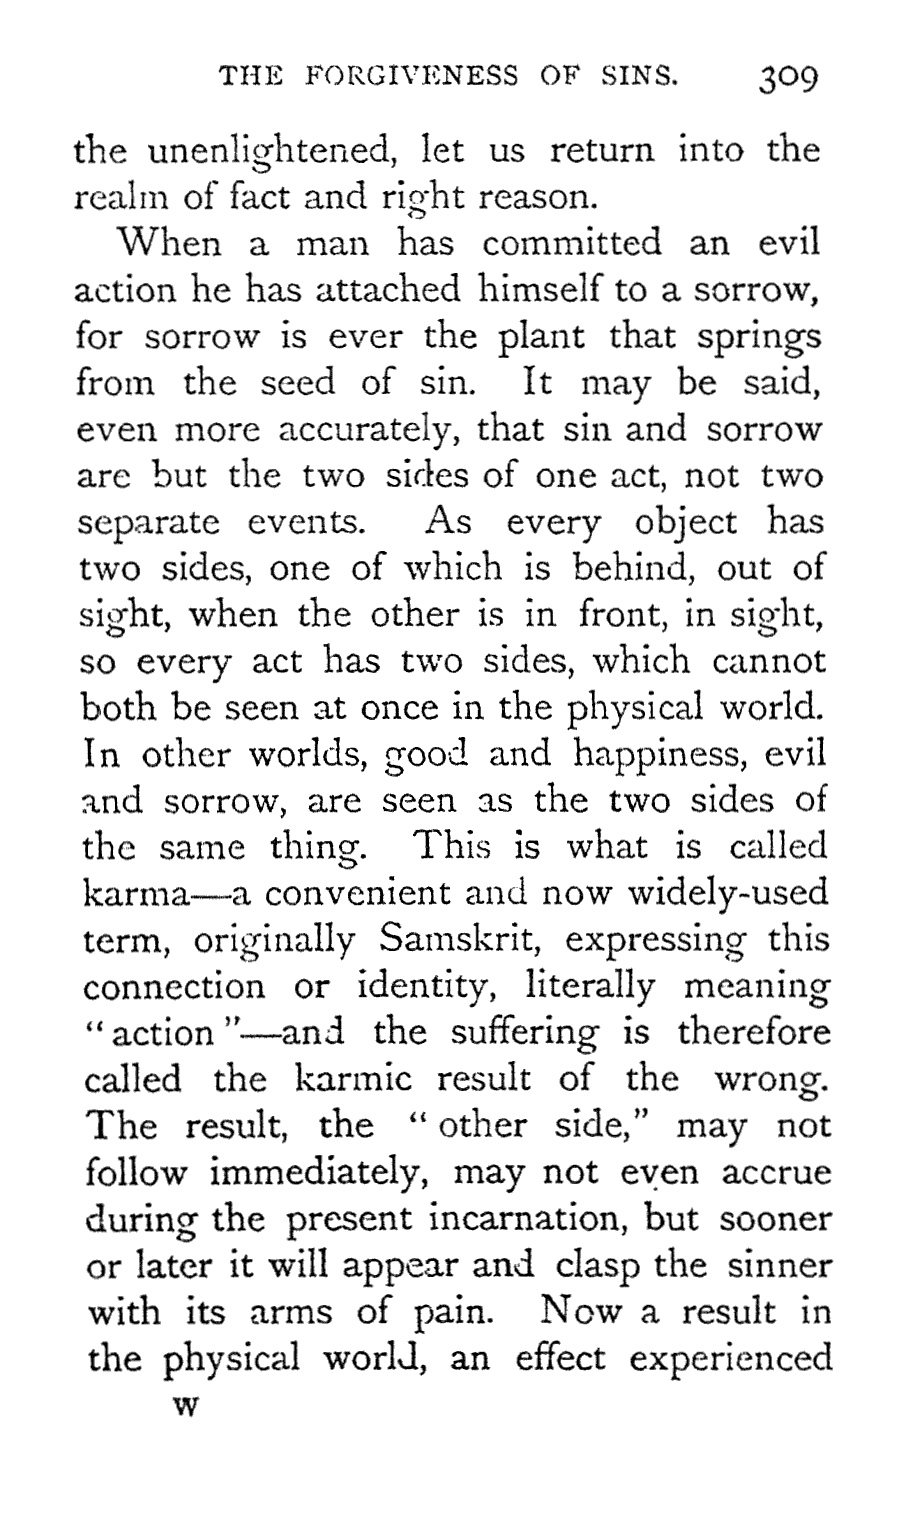 THE FORGIVENESS OF SINS. 309
the unenlightened, let us return into the
realm of fact and right reason.
When a man has committed an evil
action he has attached himself to a sorrow,
for sorrow is ever the plant that springs
from the seed of sin. It may be said,
even more accurately, that sin and sorrow
are but the two sides of one act, not two
separate events. As every object has
two sides, one of which is behind, out of
sight, when the other is in front, in sight,
so every act has two sides, which cannot
both be seen at once in the physical world.
In other worlds, good and happiness, evil
and sorrow, are seen as the two sides of
the same thing. This is what is called
karma—a convenient and now widely-used
term, originally Samskrit, expressing this
connection or identity, literally meaning
“ action ”—and the suffering is therefore
called the karmic result of the wrong.
The result, the “ other side,” may not
follow immediately, may not even accrue
during the present incarnation, but sooner
or later it will appear and clasp the sinner
with its arms of pain. Now a result in
the physical world, an effect experienced
W